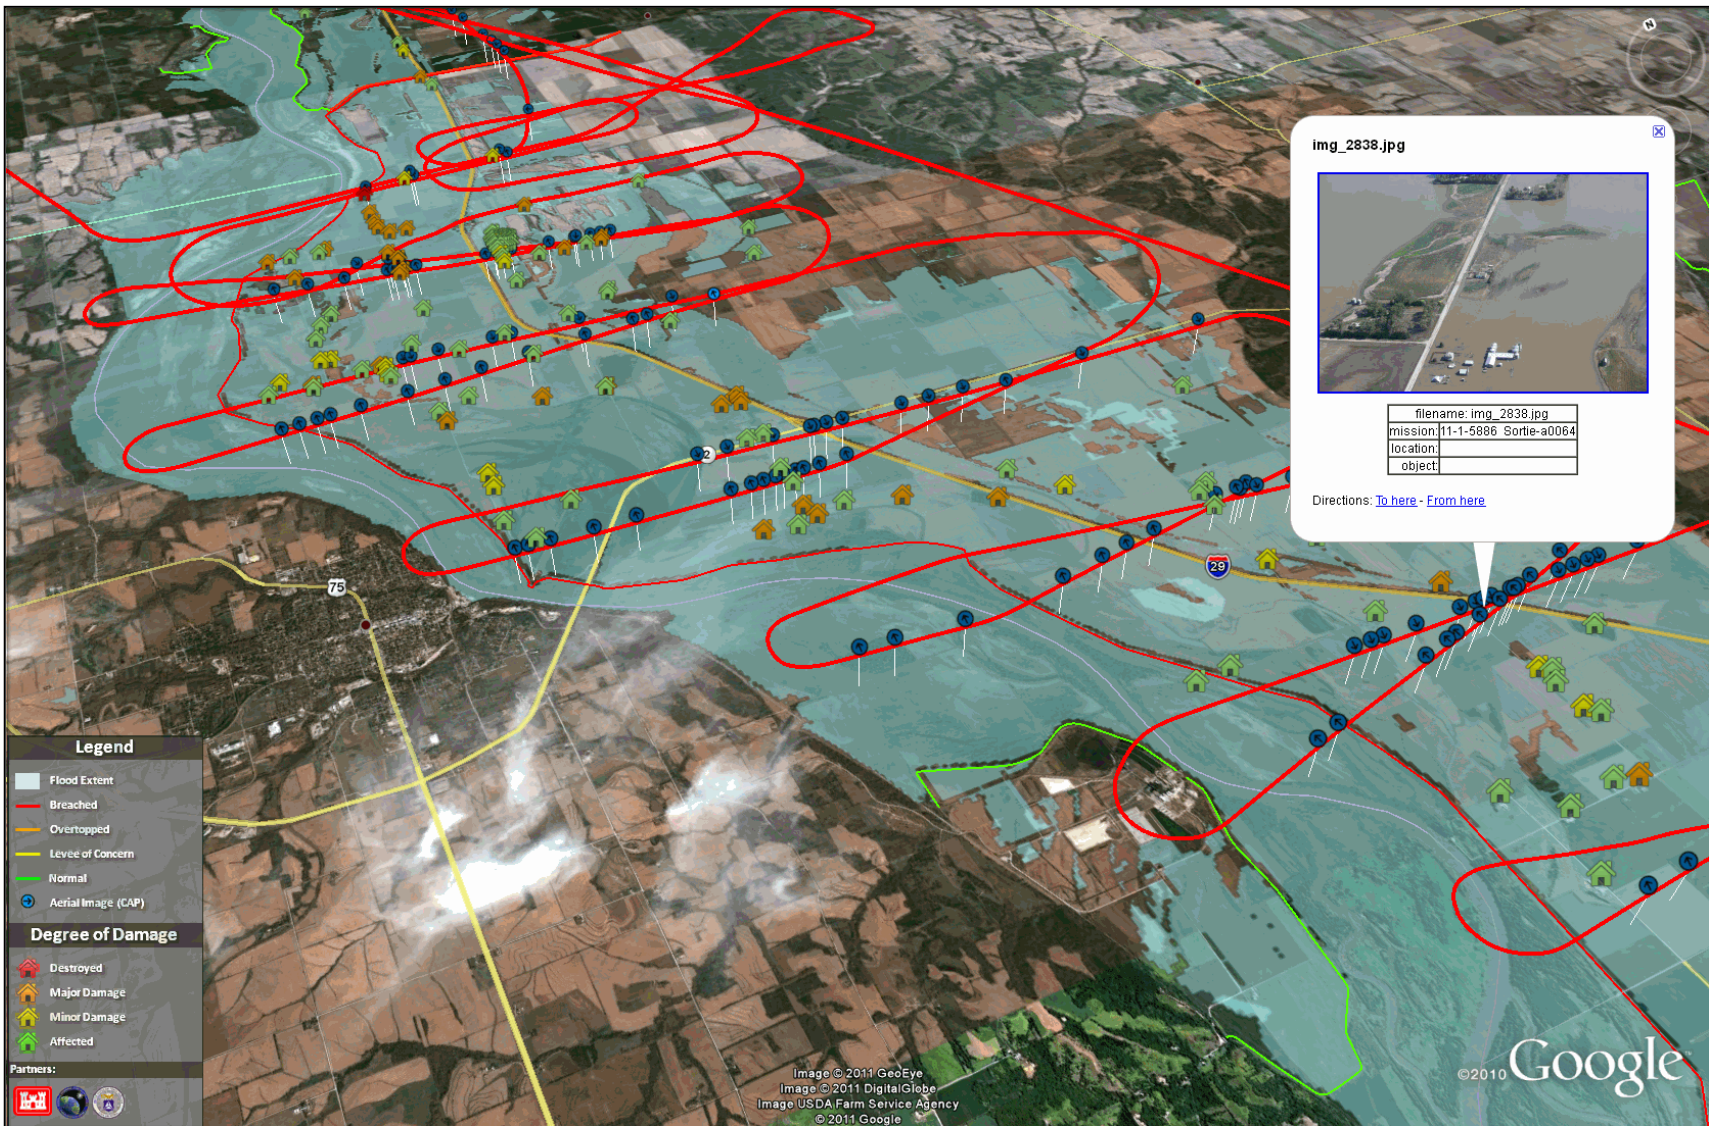 N
img_2838.jpg
filename: img_2838.jpg
mission: 11-1-5886 Sortie-a0064
location:
object:
Directions: To here - From here
2
29
75
Legend
Flood Extent
Breached
Overtopped
Levee of Concern
Normal
Aerial Image (CAP)
Degree of Damage
Destroyed
Major Damage
Minor Damage
Affected
Partners:
Image © 2011 GeoEye
Image © 2011 DigitalGlobe
Image USDA Farm Service Agency
© 2011 Google
©2010 Google